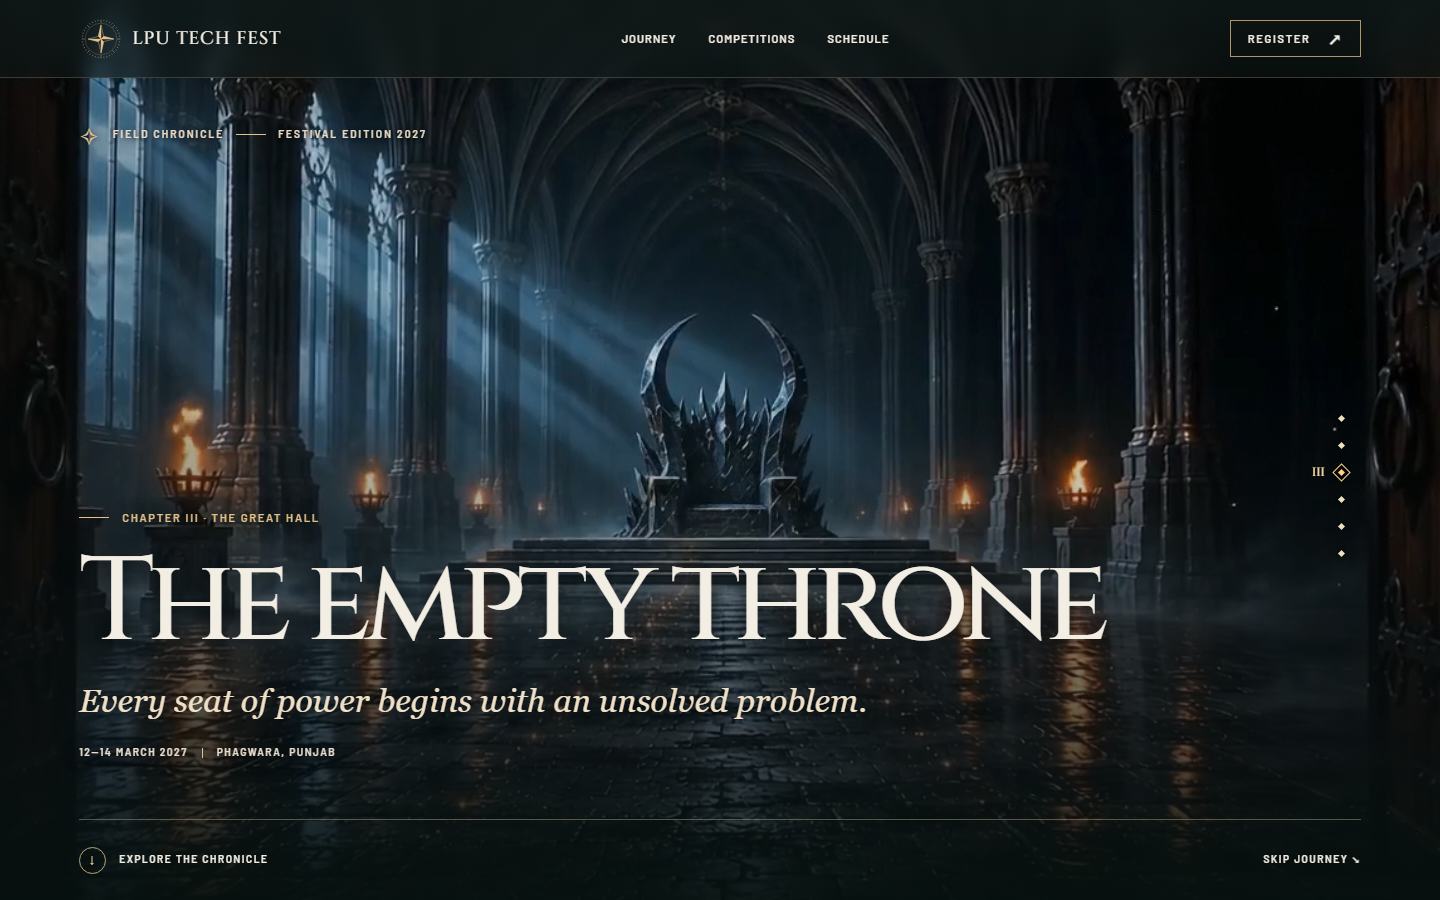 LPU TECH FEST
JOURNEY COMPETITIONS SCHEDULE
REGISTER ↗
FIELD CHRONICLE — FESTIVAL EDITION 2027
III
CHAPTER III · THE GREAT HALL
THE EMPTY THRONE
Every seat of power begins with an unsolved problem.
12–14 MARCH 2027 | PHAGWARA, PUNJAB
↓ EXPLORE THE CHRONICLE
SKIP JOURNEY ↘